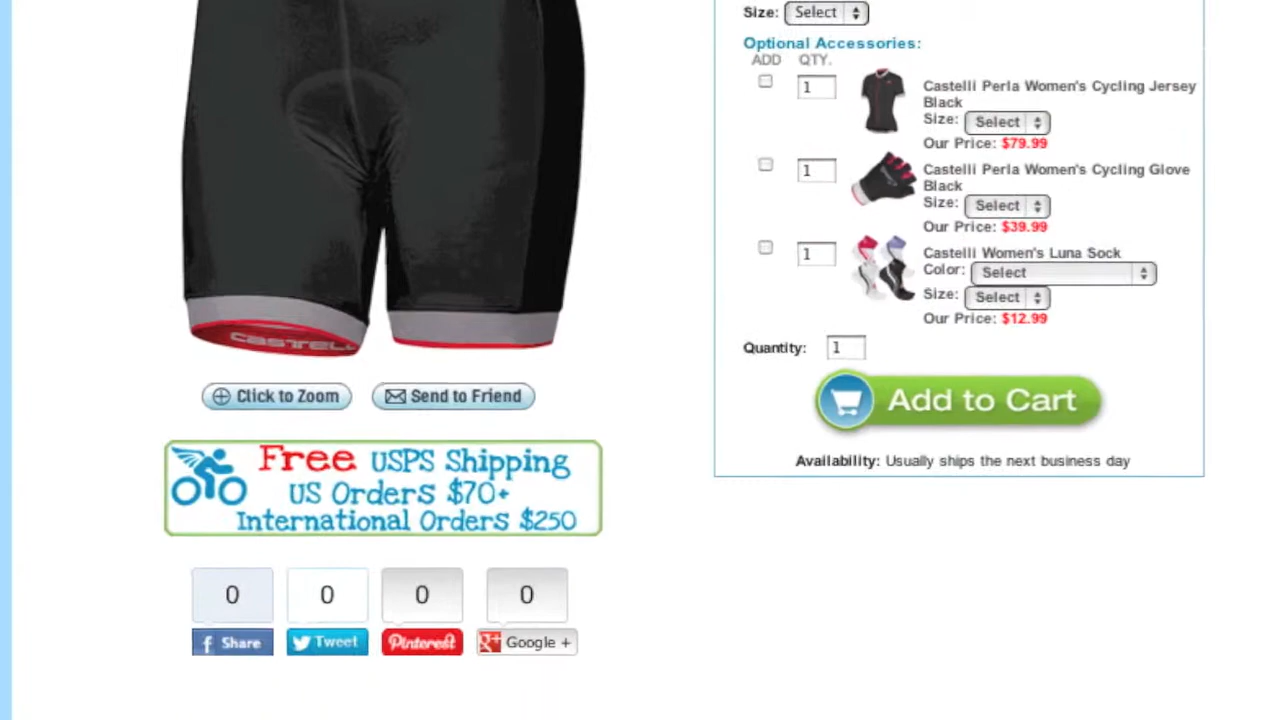 CASTELLI
Click to Zoom
Send to Friend
Free USPS Shipping
US Orders $70+
International Orders $250
0
0
0
0
f Share
Tweet
Pinterest
g+ Google +
Size: Select
Optional Accessories:
ADD QTY.
1
Castelli Perla Women's Cycling Jersey
Black
Size: Select
Our Price: $79.99
1
Castelli Perla Women's Cycling Glove
Black
Size: Select
Our Price: $39.99
1
Castelli Women's Luna Sock
Color: Select
Size: Select
Our Price: $12.99
Quantity: 1
Add to Cart
Availability: Usually ships the next business day